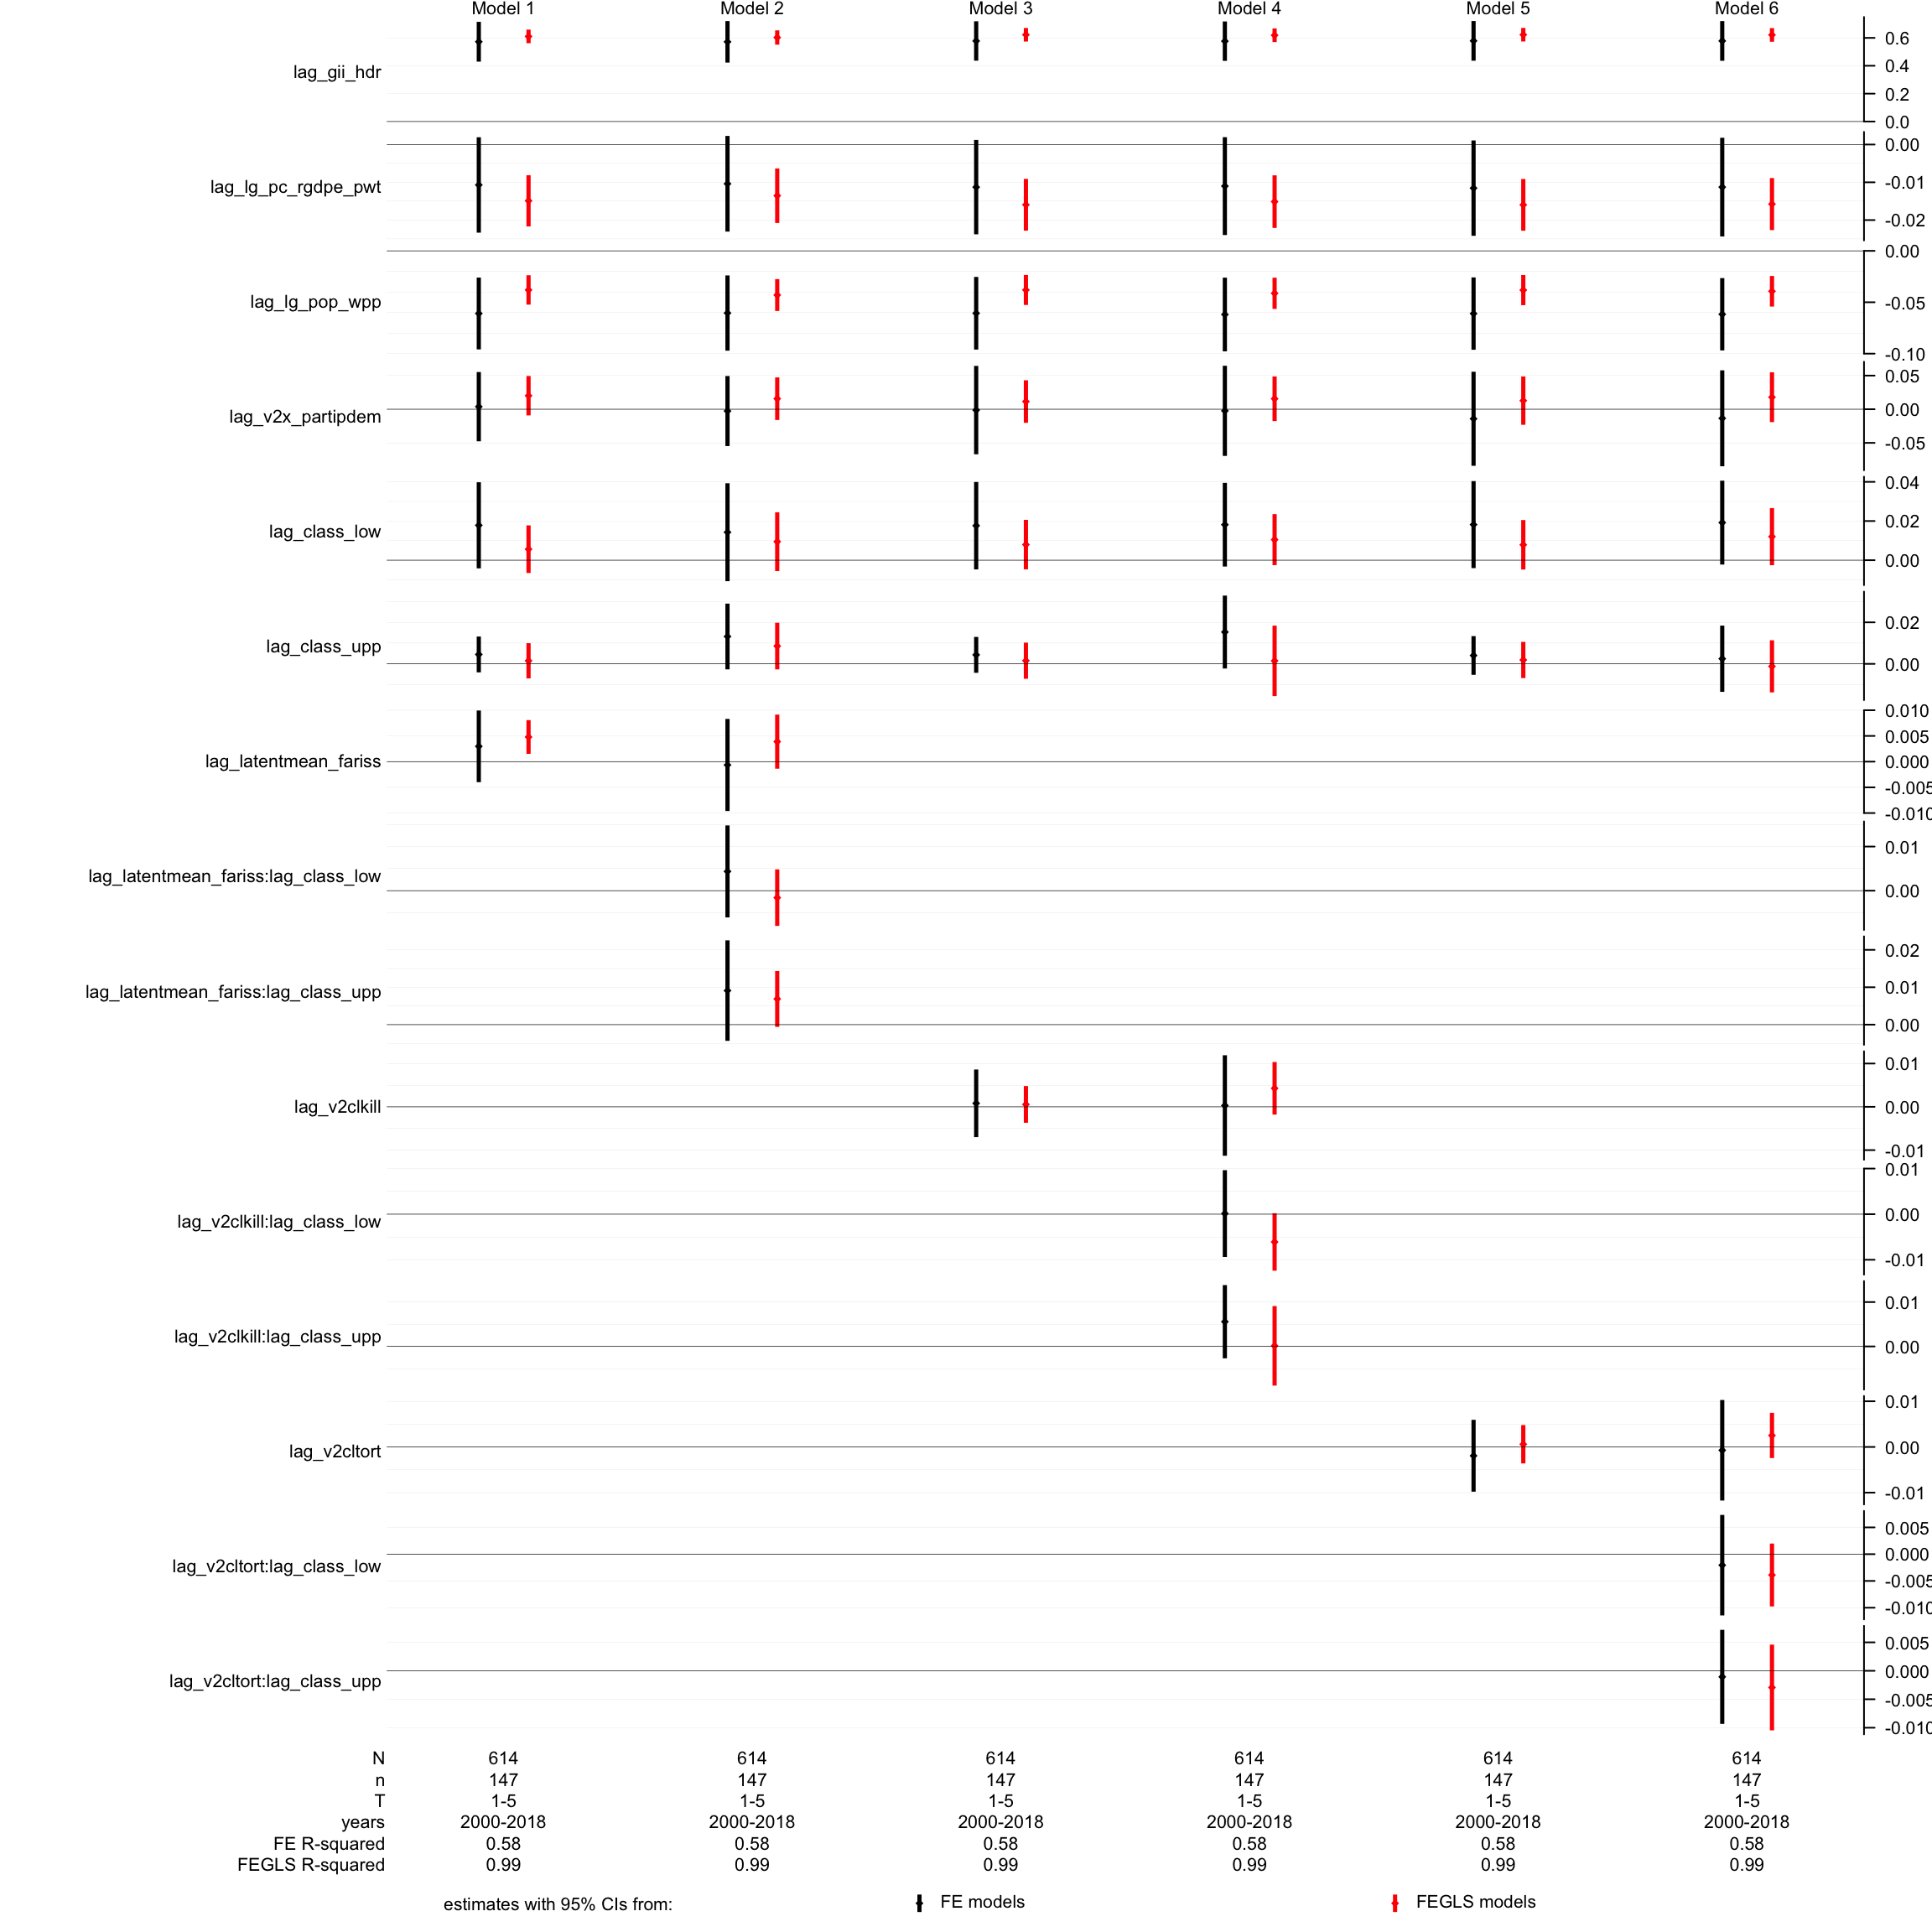 Model 1 Model 2 Model 3 Model 4 Model 5 Model 6
lag_gii_hdr
0.6
0.4
0.2
0.0
lag_lg_pc_rgdpe_pwt
0.00
-0.01
-0.02
lag_lg_pop_wpp
0.00
-0.05
-0.10
lag_v2x_partipdem
0.05
0.00
-0.05
lag_class_low
0.04
0.02
0.00
lag_class_upp
0.02
0.00
lag_latentmean_fariss
0.010
0.005
0.000
-0.005
-0.010
lag_latentmean_fariss:lag_class_low
0.01
0.00
lag_latentmean_fariss:lag_class_upp
0.02
0.01
0.00
lag_v2clkill
0.01
0.00
-0.01
lag_v2clkill:lag_class_low
0.01
0.00
-0.01
lag_v2clkill:lag_class_upp
0.01
0.00
lag_v2cltort
0.01
0.00
-0.01
lag_v2cltort:lag_class_low
0.005
0.000
-0.005
-0.010
lag_v2cltort:lag_class_upp
0.005
0.000
-0.005
-0.010
N 614 614 614 614 614 614
n 147 147 147 147 147 147
T 1-5 1-5 1-5 1-5 1-5 1-5
years 2000-2018 2000-2018 2000-2018 2000-2018 2000-2018 2000-2018
FE R-squared 0.58 0.58 0.58 0.58 0.58 0.58
FEGLS R-squared 0.99 0.99 0.99 0.99 0.99 0.99
estimates with 95% CIs from: FE models FEGLS models